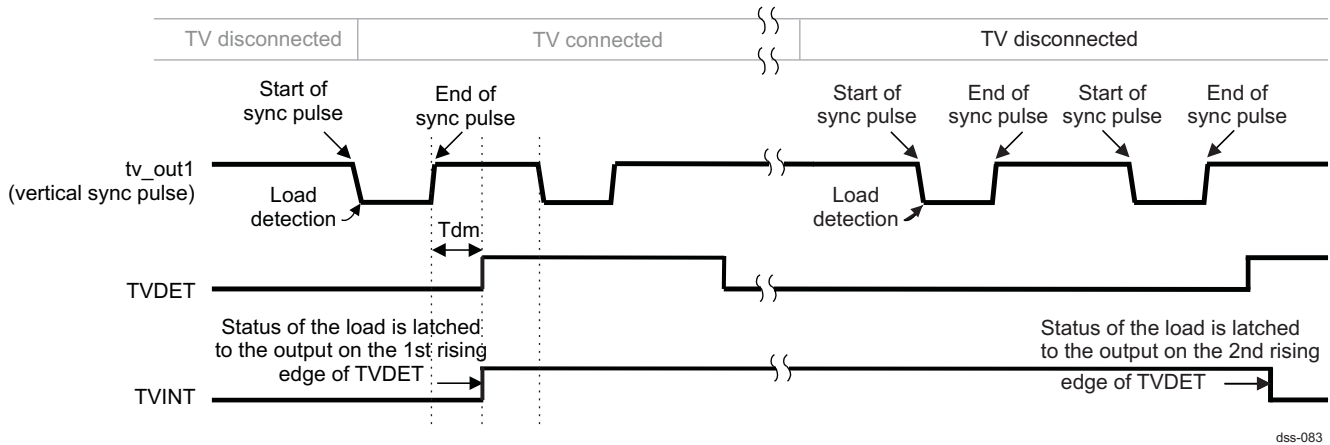 TV disconnected
TV connected
TV disconnected
Start of
sync pulse
End of
sync pulse
Start of
sync pulse
End of
sync pulse
Start of
sync pulse
End of
sync pulse
tv_out1
(vertical sync pulse)
Load
detection
Load
detection
Tdm
TVDET
Status of the load is latched
to the output on the 1st rising
edge of TVDET
Status of the load is latched
to the output on the 2nd rising
edge of TVDET
TVINT
dss-083